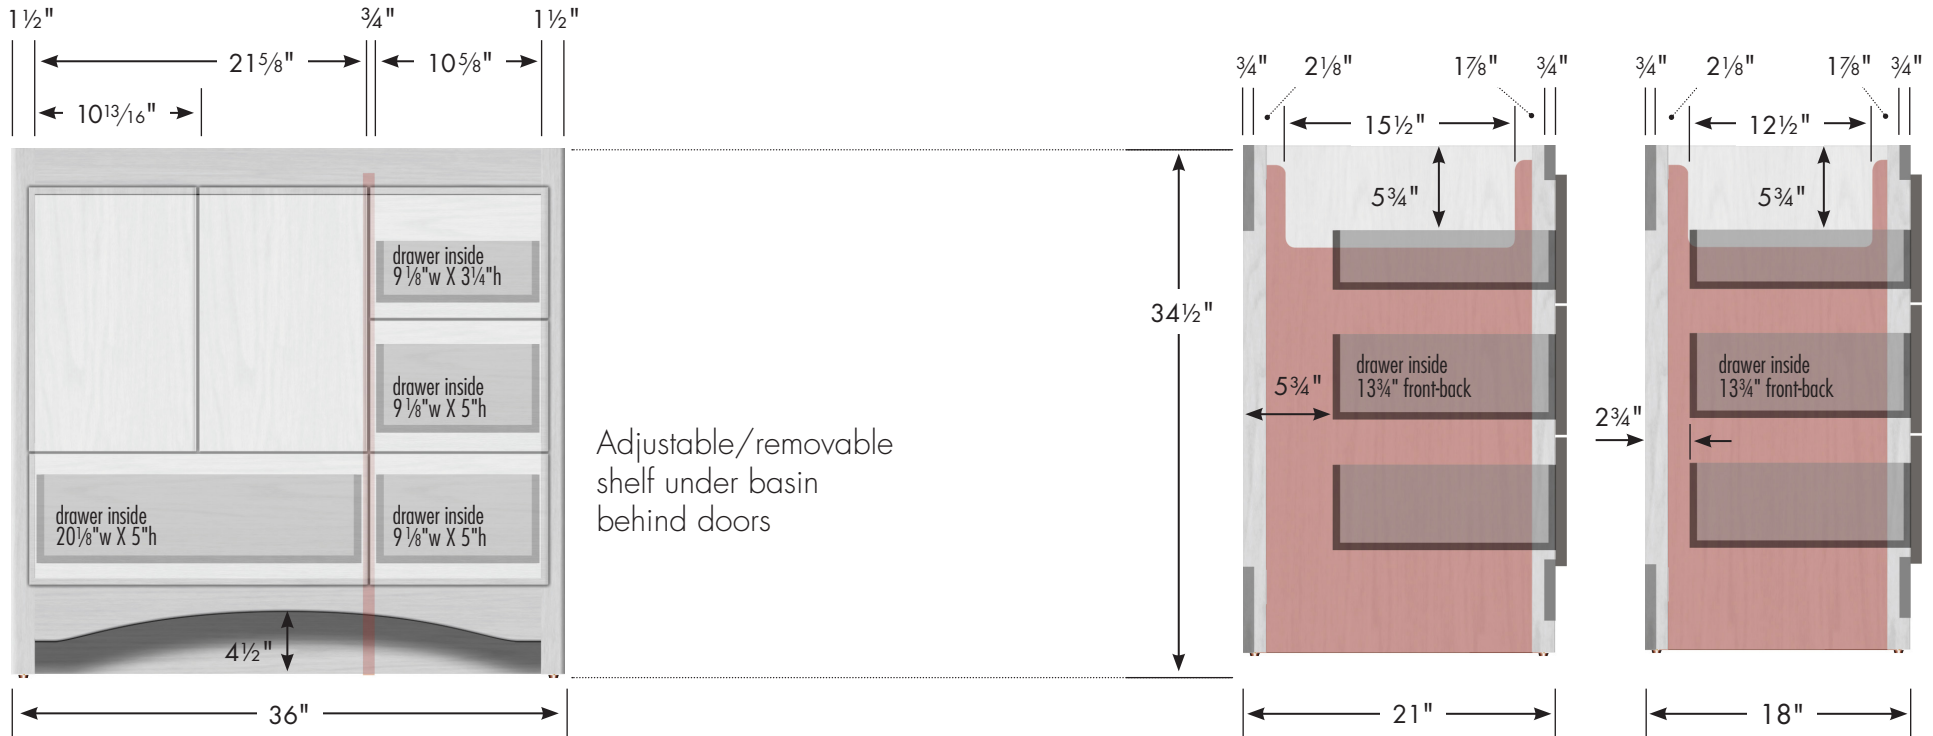 1½" ¾" 1½"
21⅝" 10⅝"
10 13/16"
drawer inside
9⅛"w X 3¼"h
drawer inside
9⅛"w X 5"h
drawer inside
20⅛"w X 5"h
drawer inside
9⅛"w X 5"h
4½"
36"
Adjustable/removable
shelf under basin
behind doors
34½"
¾" 2⅛" 1⅞" ¾"
15½"
5¾"
drawer inside
13¾" front-back
5¾"
21"
¾" 2⅛" 1⅞" ¾"
12½"
5¾"
drawer inside
13¾" front-back
2¾"
18"